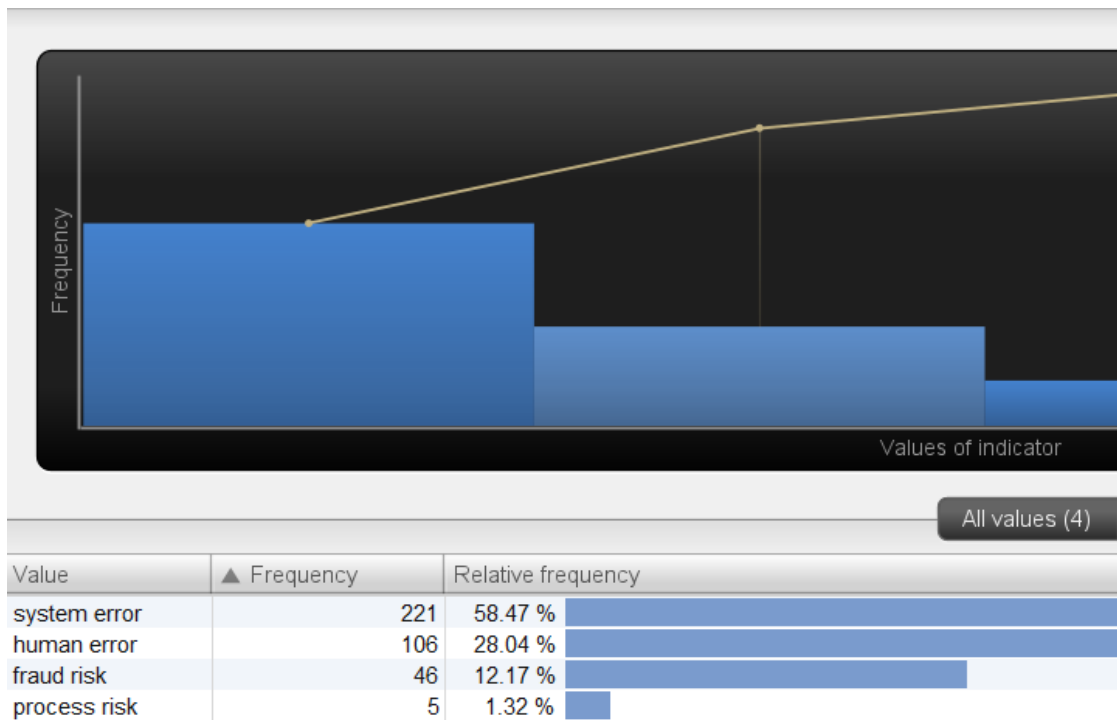 Frequency
Values of indicator
All values (4)
Value ▲ Frequency Relative frequency
system error 221 58.47 %
human error 106 28.04 %
fraud risk 46 12.17 %
process risk 5 1.32 %